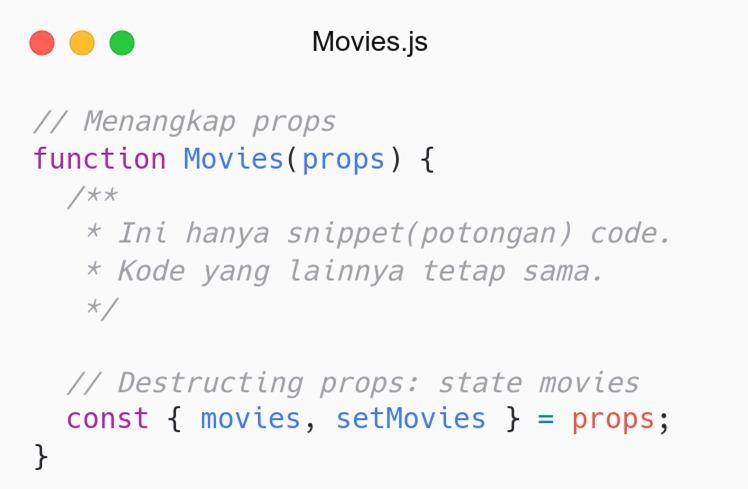 Movies.js
// Menangkap props
function Movies(props) {
/**
* Ini hanya snippet(potongan) code.
* Kode yang lainnya tetap sama.
*/
// Destructing props: state movies
const { movies, setMovies } = props;
}